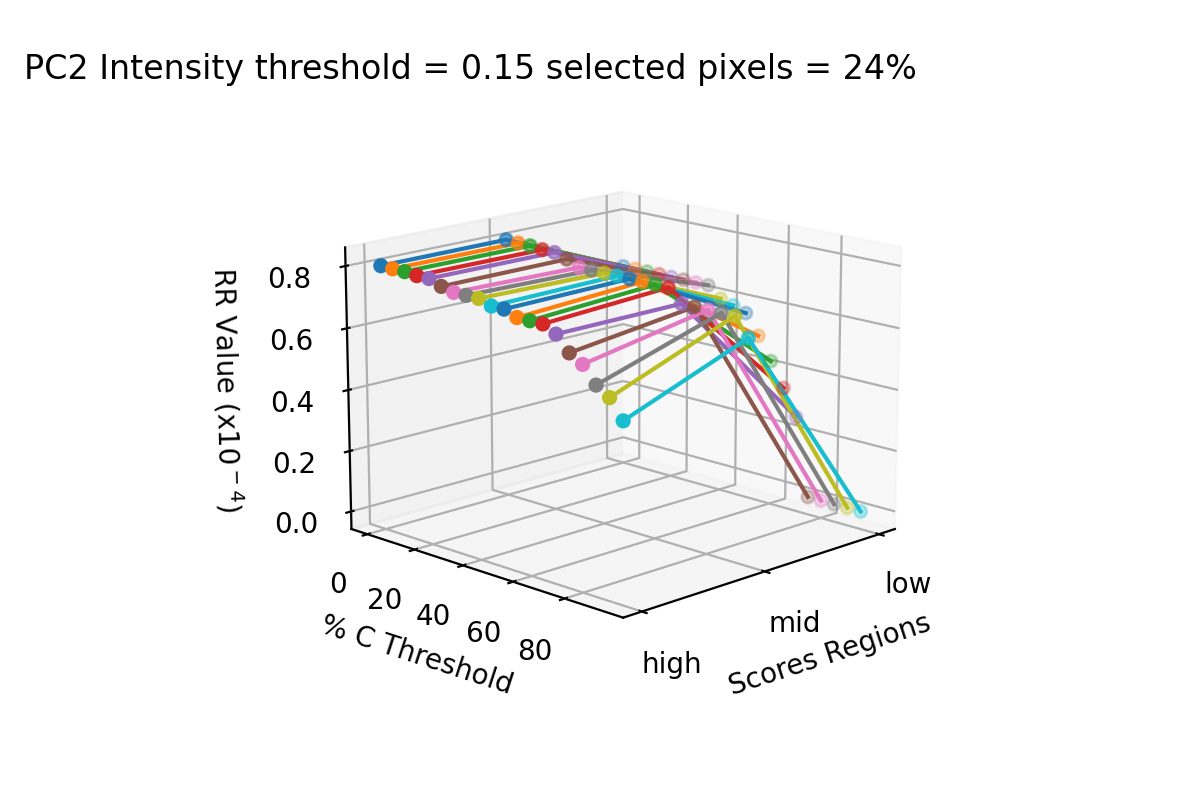 PC2 Intensity threshold = 0.15 selected pixels = 24%
RR Value (x10⁻⁴)
0.8
0.6
0.4
0.2
0.0
0
20
40
60
80
% C Threshold
high
mid
low
Scores Regions